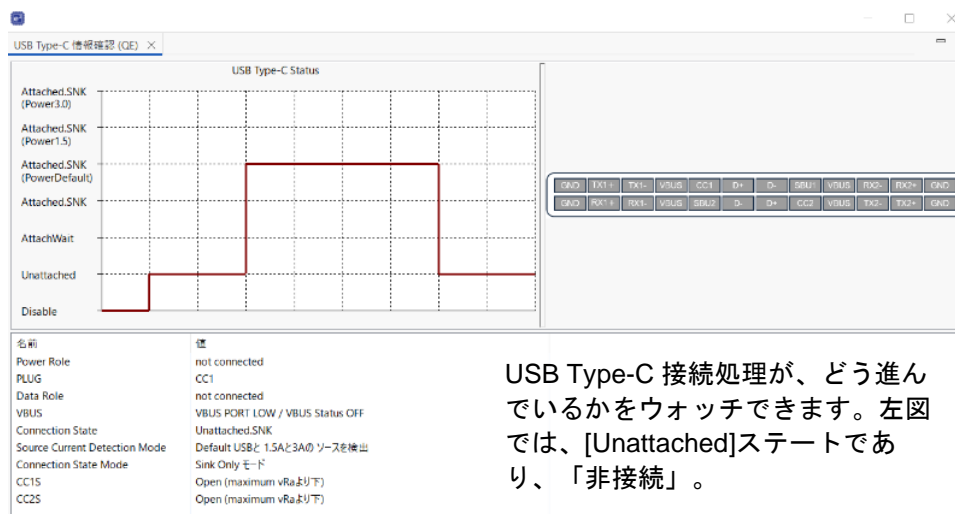 USB Type-C 情報確認 (QE) ×
USB Type-C Status
Attached.SNK
(Power3.0)
Attached.SNK
(Power1.5)
Attached.SNK
(PowerDefault)
Attached.SNK
AttachWait
Unattached
Disable
GND TX1+ TX1- VBUS CC1 D+ D- SBU1 VBUS RX2- RX2+ GND
GND RX1+ RX1- VBUS SBU2 D- D+ CC2 VBUS TX2- TX2+ GND
名前 値
Power Role not connected
PLUG CC1
Data Role not connected
VBUS VBUS PORT LOW / VBUS Status OFF
Connection State Unattached.SNK
Source Current Detection Mode Default USBと 1.5Aと3Aの ソースを検出
Connection State Mode Sink Only モード
CC1S Open (maximum vRaより下)
CC2S Open (maximum vRaより下)
USB Type-C 接続処理が、どう進ん
でいるかをウォッチできます。左図
では、[Unattached]ステートであ
り、「非接続」。